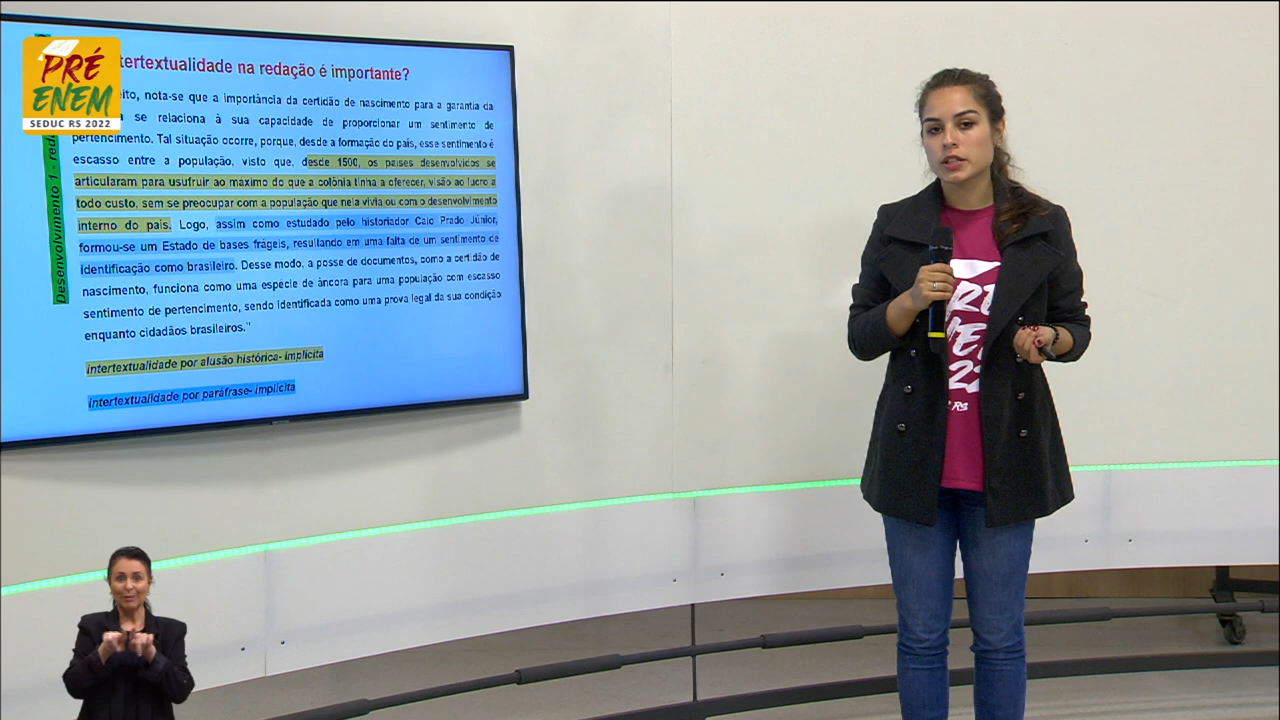 PRÉ
ENEM
SEDUC RS 2022
ntertextualidade na redação é importante?
eito, nota-se que a importância da certidão de nascimento para a garantia da
se relaciona à sua capacidade de proporcionar um sentimento de
pertencimento. Tal situação ocorre, porque, desde a formação do país, esse sentimento é
escasso entre a população, visto que, desde 1500, os países desenvolvidos se
articularam para usufruir ao máximo do que a colônia tinha a oferecer, visão ao lucro a
todo custo, sem se preocupar com a população que nela vivia ou com o desenvolvimento
interno do país. Logo, assim como estudado pelo historiador Caio Prado Júnior,
formou-se um Estado de bases frágeis, resultando em uma falta de um sentimento de
identificação como brasileiro. Desse modo, a posse de documentos, como a certidão de
nascimento, funciona como uma espécie de âncora para uma população com escasso
sentimento de pertencimento, sendo identificada como uma prova legal da sua condição
enquanto cidadãos brasileiros."
intertextualidade por alusão histórica- implícita
intertextualidade por paráfrase- implícita
Desenvolvimento 1 - red